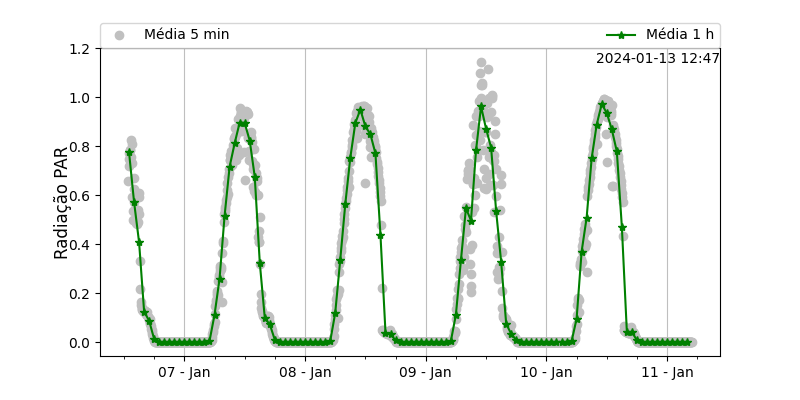 Média 5 min
Média 1 h
2024-01-13 12:47
Radiação PAR
1.2
1.0
0.8
0.6
0.4
0.2
0.0
07 - Jan
08 - Jan
09 - Jan
10 - Jan
11 - Jan